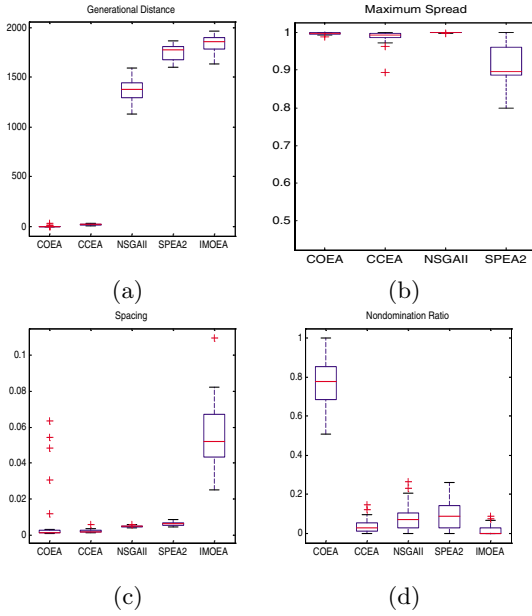 Generational Distance
2000
1500
1000
500
0
COEA CCEA NSGAII SPEA2 IMOEA
(a)
Maximum Spread
1
0.9
0.8
0.7
0.6
0.5
COEA CCEA NSGAII SPEA2
(b)
Spacing
0.1
0.08
0.06
0.04
0.02
0
COEA CCEA NSGAII SPEA2 IMOEA
(c)
Nondomination Ratio
1
0.8
0.6
0.4
0.2
0
COEA CCEA NSGAII SPEA2 IMOEA
(d)